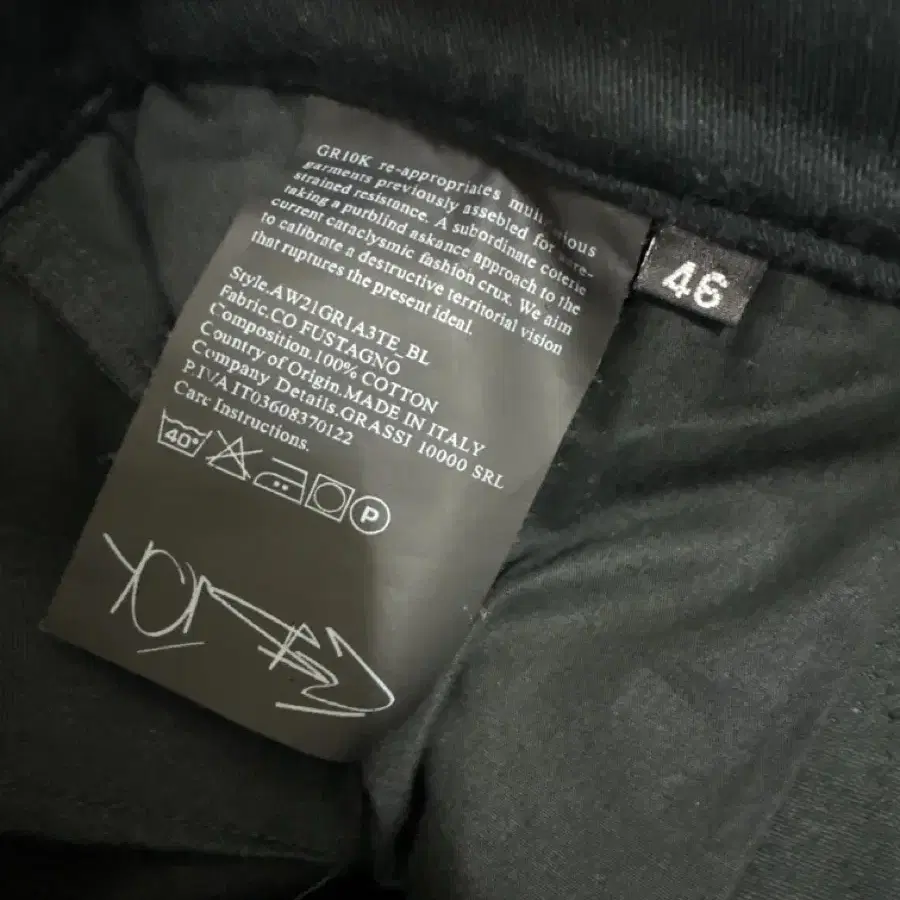 GR10K re-appropriates
garments previously assebled for
strained resistance. A subordinate coterie
taking a purblind askance approach to the
current cataclysmic fashion crux. We aim
to calibrate a destructive territorial vision
that ruptures the present ideal.
Style.AW21GR1A3TE_BL
Fabric.CO FUSTAGNO
Composition.100% COTTON
Country of Origin.MADE IN ITALY
Company Details.GRASSI 10000 SRL
P.IVA IT03608370122
Care Instructions.
40°
P
46